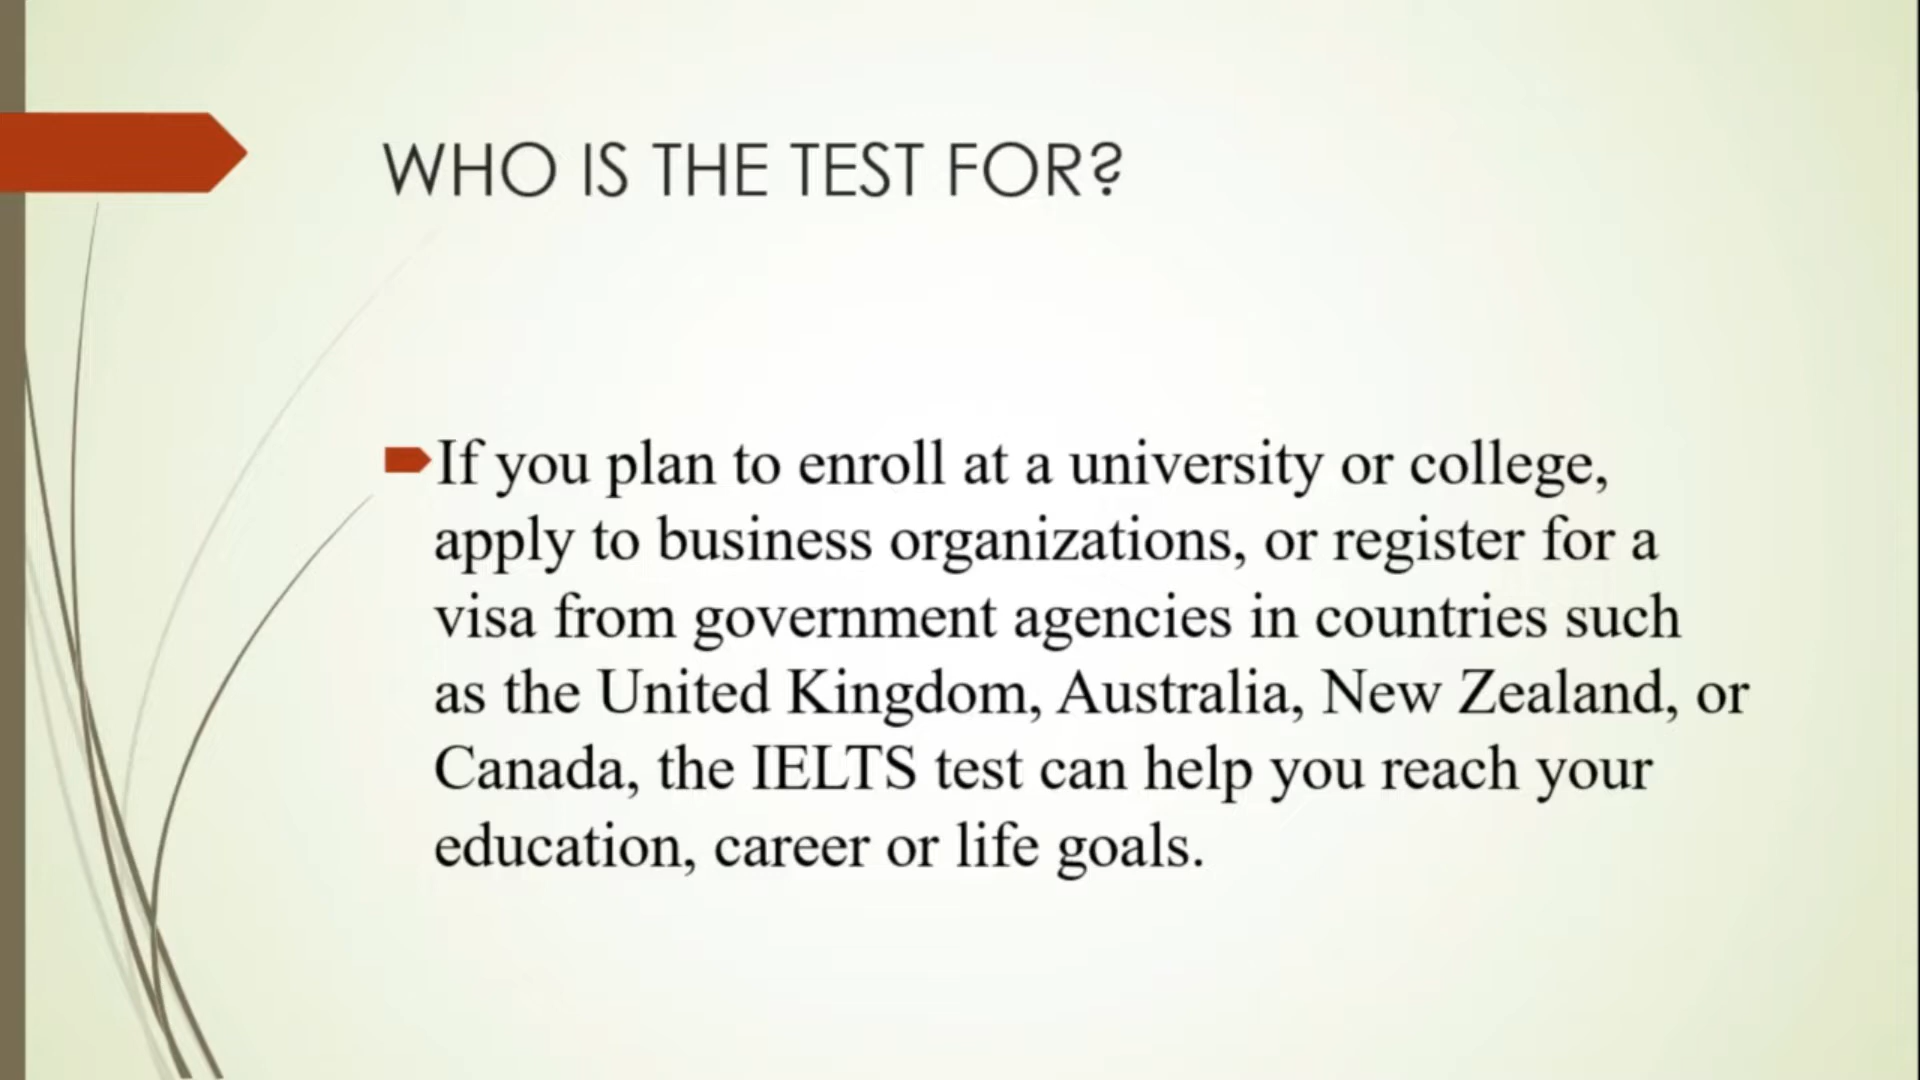 WHO IS THE TEST FOR?
If you plan to enroll at a university or college,
apply to business organizations, or register for a
visa from government agencies in countries such
as the United Kingdom, Australia, New Zealand, or
Canada, the IELTS test can help you reach your
education, career or life goals.